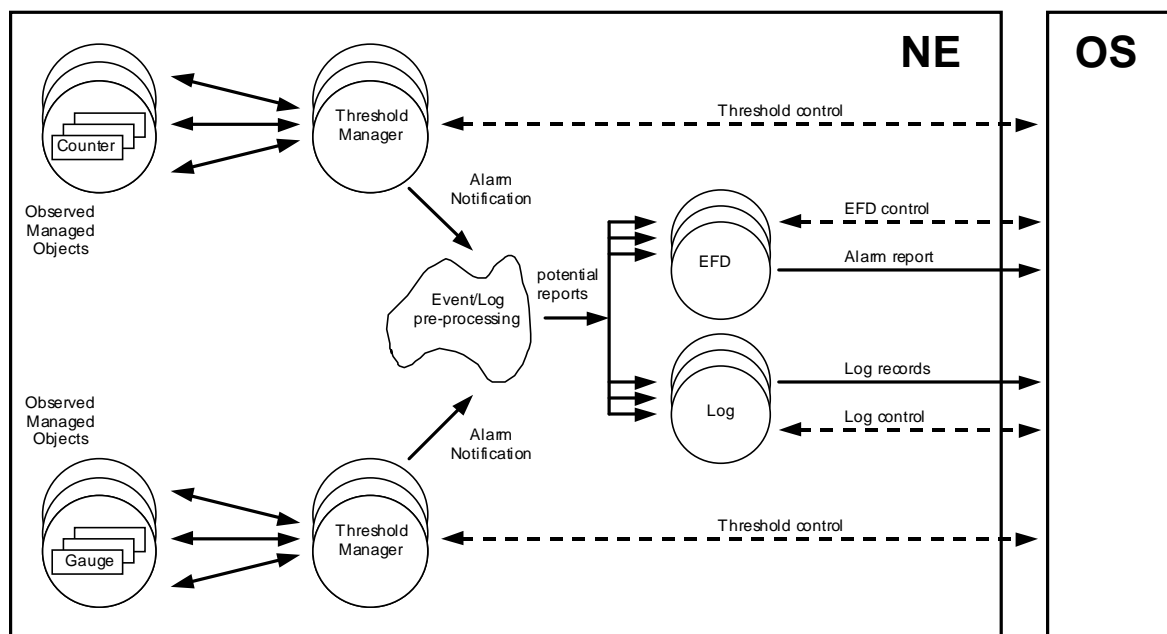 NE
OS
Counter
Observed
Managed
Objects
Threshold
Manager
Threshold control
Alarm
Notification
EFD control
EFD
Alarm report
potential
reports
Event/Log
pre-processing
Log records
Log
Log control
Observed
Managed
Objects
Alarm
Notification
Gauge
Threshold
Manager
Threshold control